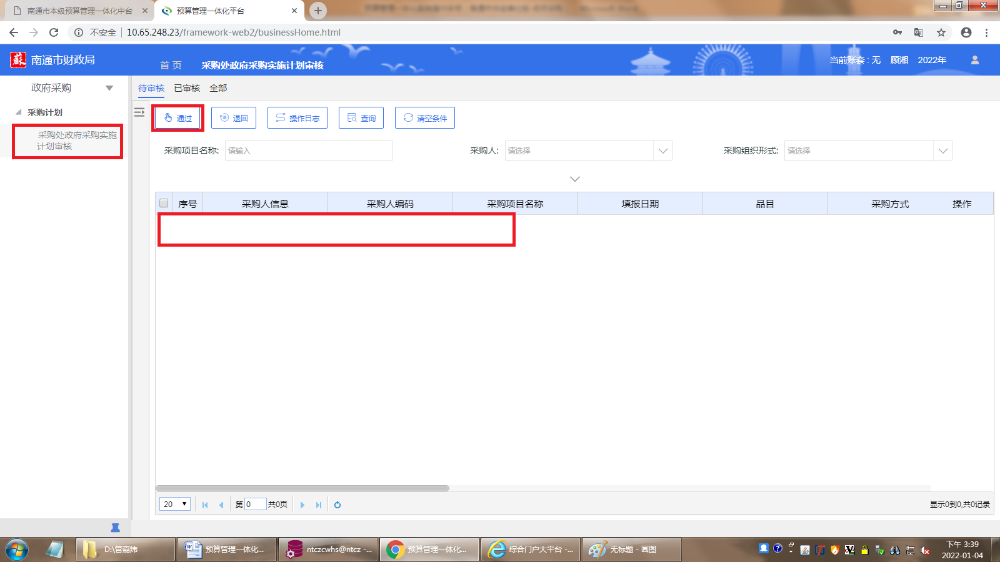 南通市本级预算管理一体化中台
预算管理一体化平台
不安全
10.65.248.23/framework-web2/businessHome.html
蘇
南通市财政局
首 页
采购处政府采购实施计划审核
当前账套 : 无
顾湘
2022年
政府采购
采购计划
采购处政府采购实施
计划审核
待审核
已审核
全部
通过
退回
操作日志
查询
清空条件
采购项目名称:
请输入
采购人:
请选择
采购组织形式:
请选择
序号
采购人信息
采购人编码
采购项目名称
填报日期
品目
采购方式
操作
20
第 0 共0页
显示0到0,共0记录
D:\管窥炜
预算管理一体化...
ntczcwhs@ntcz -...
预算管理一体化...
综合门户大平台 -...
无标题 - 画图
下午 3:39
2022-01-04